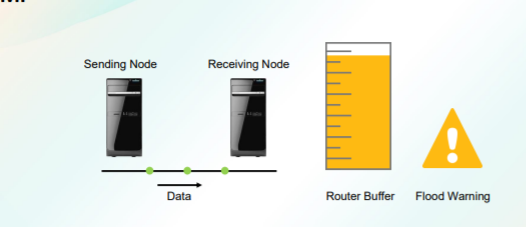 Sending Node
Receiving Node
Data
Router Buffer
Flood Warning